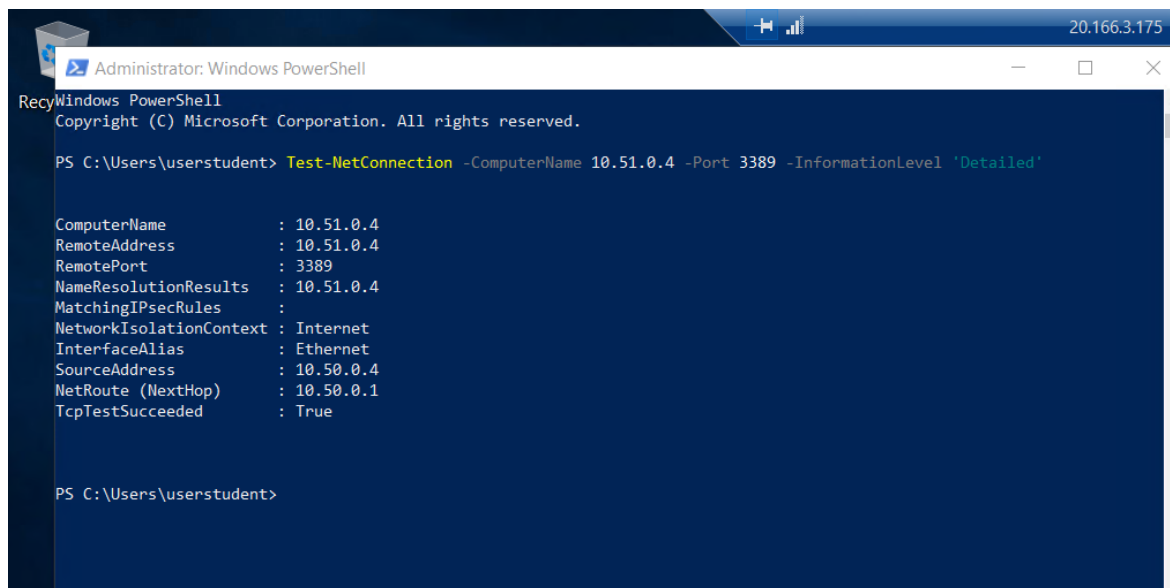 20.166.3.175
Administrator: Windows PowerShell
Recy
Windows PowerShell
Copyright (C) Microsoft Corporation. All rights reserved.
PS C:\Users\userstudent> Test-NetConnection -ComputerName 10.51.0.4 -Port 3389 -InformationLevel 'Detailed'
ComputerName : 10.51.0.4
RemoteAddress : 10.51.0.4
RemotePort : 3389
NameResolutionResults : 10.51.0.4
MatchingIPsecRules :
NetworkIsolationContext : Internet
InterfaceAlias : Ethernet
SourceAddress : 10.50.0.4
NetRoute (NextHop) : 10.50.0.1
TcpTestSucceeded : True
PS C:\Users\userstudent>